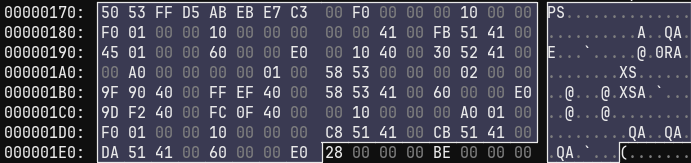 00000170: 50 53 FF D5 AB EB E7 C3 00 F0 00 00 00 10 00 00 PS..............
00000180: F0 01 00 00 10 00 00 00 00 00 41 00 FB 51 41 00 ..........A..QA.
00000190: 45 01 00 00 60 00 00 E0 00 10 40 00 30 52 41 00 E...`.....@.0RA.
000001A0: 00 A0 00 00 00 00 01 00 58 53 00 00 00 02 00 00 ........XS......
000001B0: 9F 90 40 00 FF EF 40 00 58 53 41 00 60 00 00 E0 ..@...@.XSA.`...
000001C0: 9D F2 40 00 FC 0F 40 00 00 10 00 00 00 A0 01 00 ..@...@.........
000001D0: F0 01 00 00 10 00 00 00 C8 51 41 00 CB 51 41 00 .........QA..QA.
000001E0: DA 51 41 00 60 00 00 E0 28 00 00 00 BE 00 00 00 .QA.`...(.......